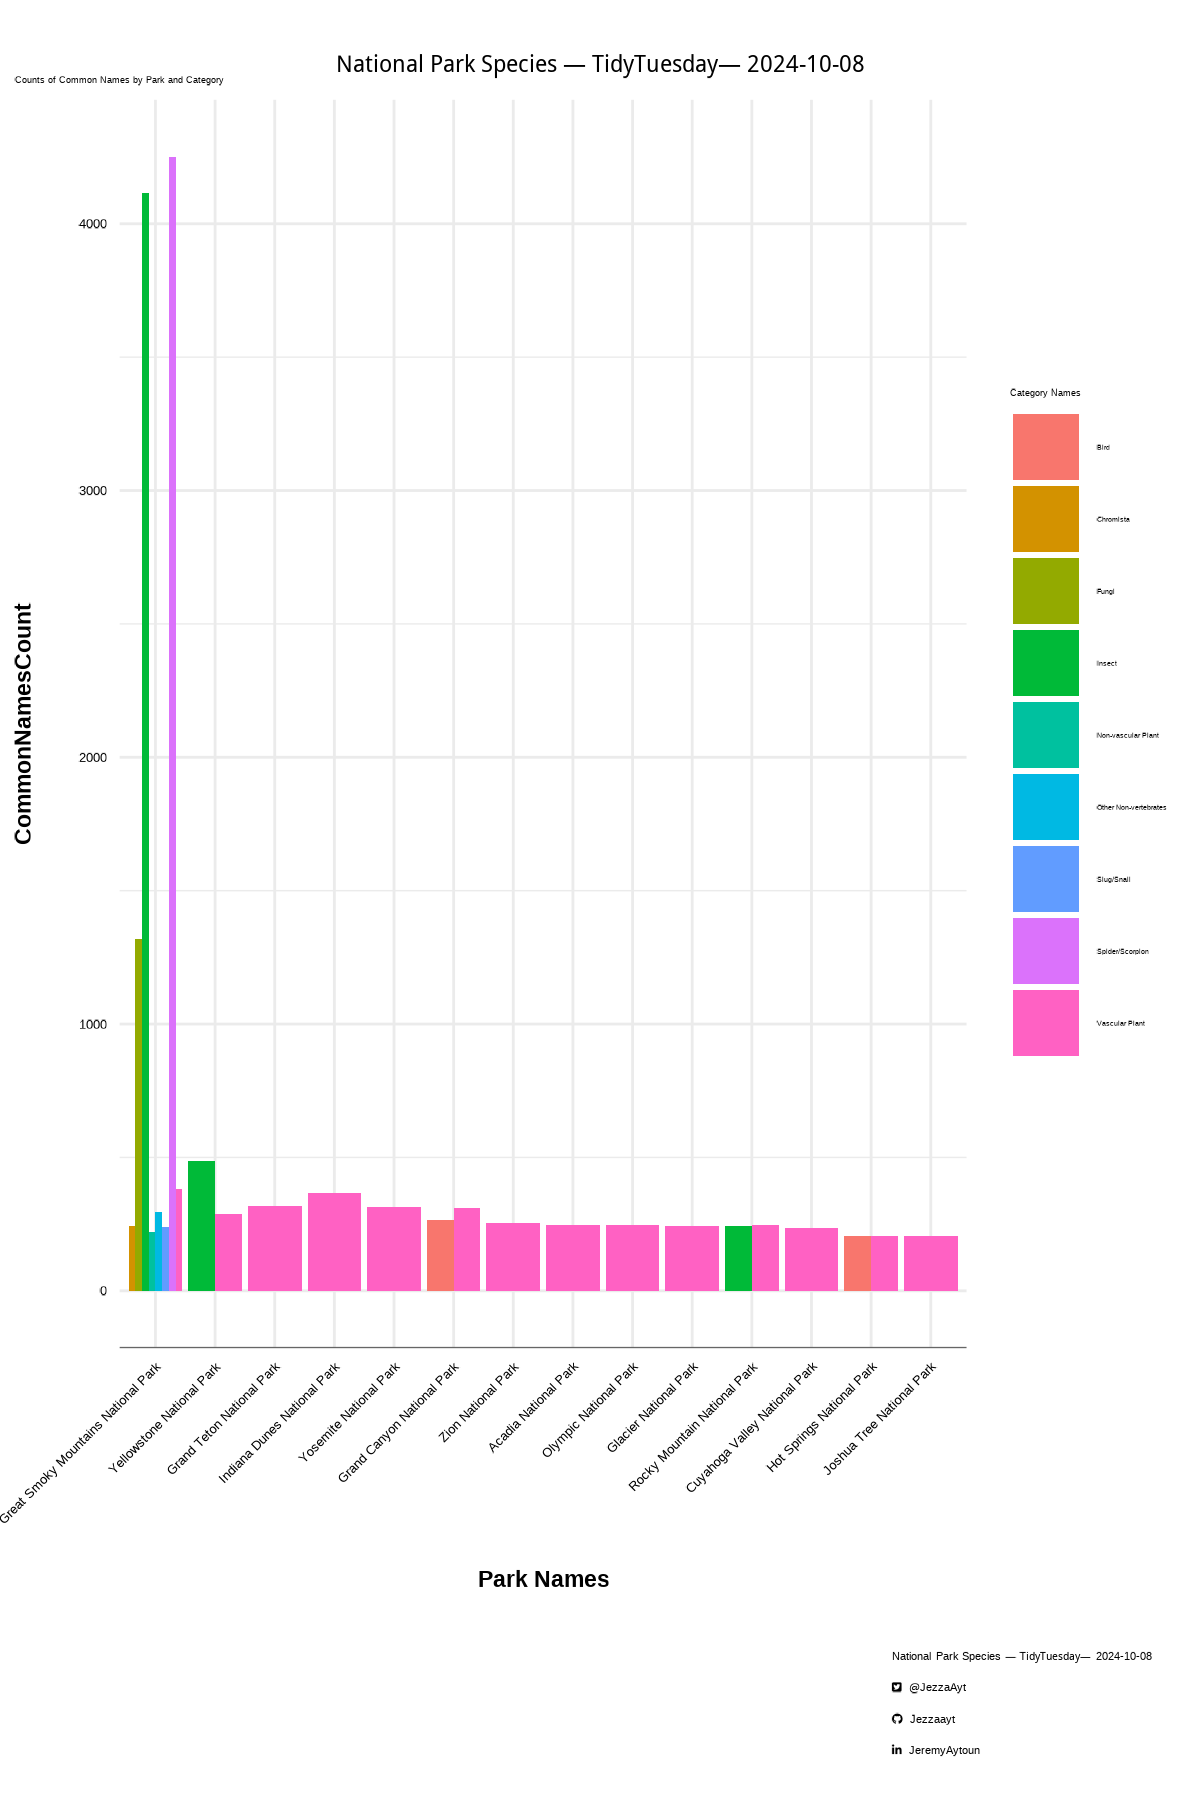 National Park Species — TidyTuesday— 2024-10-08
Counts of Common Names by Park and Category
CommonNamesCount
4000
3000
2000
1000
0
Great Smoky Mountains National Park
Yellowstone National Park
Grand Teton National Park
Indiana Dunes National Park
Yosemite National Park
Grand Canyon National Park
Zion National Park
Acadia National Park
Olympic National Park
Glacier National Park
Rocky Mountain National Park
Cuyahoga Valley National Park
Hot Springs National Park
Joshua Tree National Park
Park Names
Category Names
Bird
Chromista
Fungi
Insect
Non-vascular Plant
Other Non-vertebrates
Slug/Snail
Spider/Scorpion
Vascular Plant
National Park Species — TidyTuesday— 2024-10-08
@JezzaAyt
Jezzaayt
JeremyAytoun